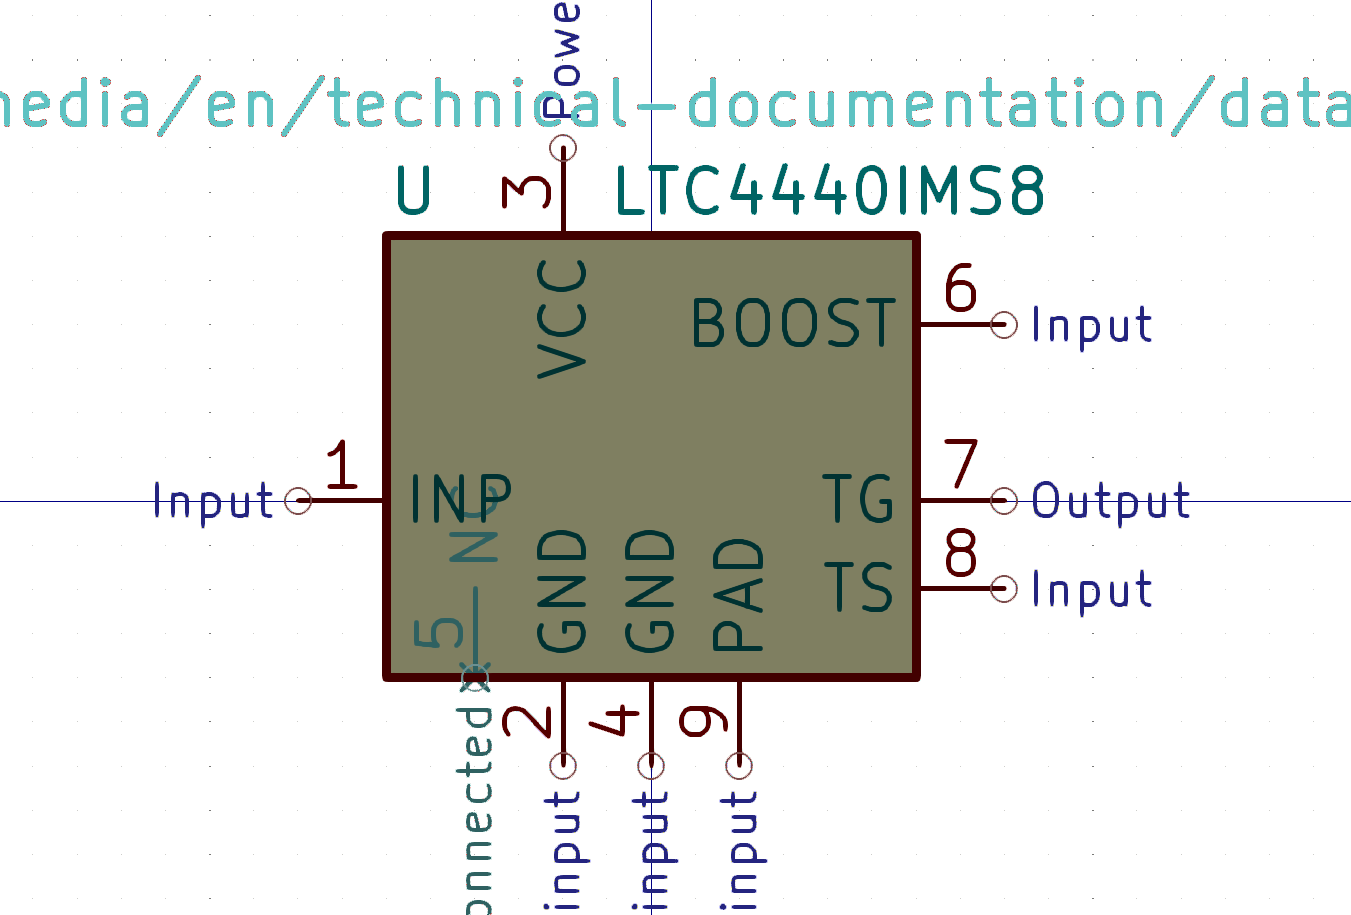 Powe
nedia/en/technical-documentation/data
U
3
LTC4440IMS8
VCC
BOOST
6
Input
Input
1
INP
NC
TG
7
Output
5
GND
GND
PAD
TS
8
Input
onnected
2
4
9
input
input
input